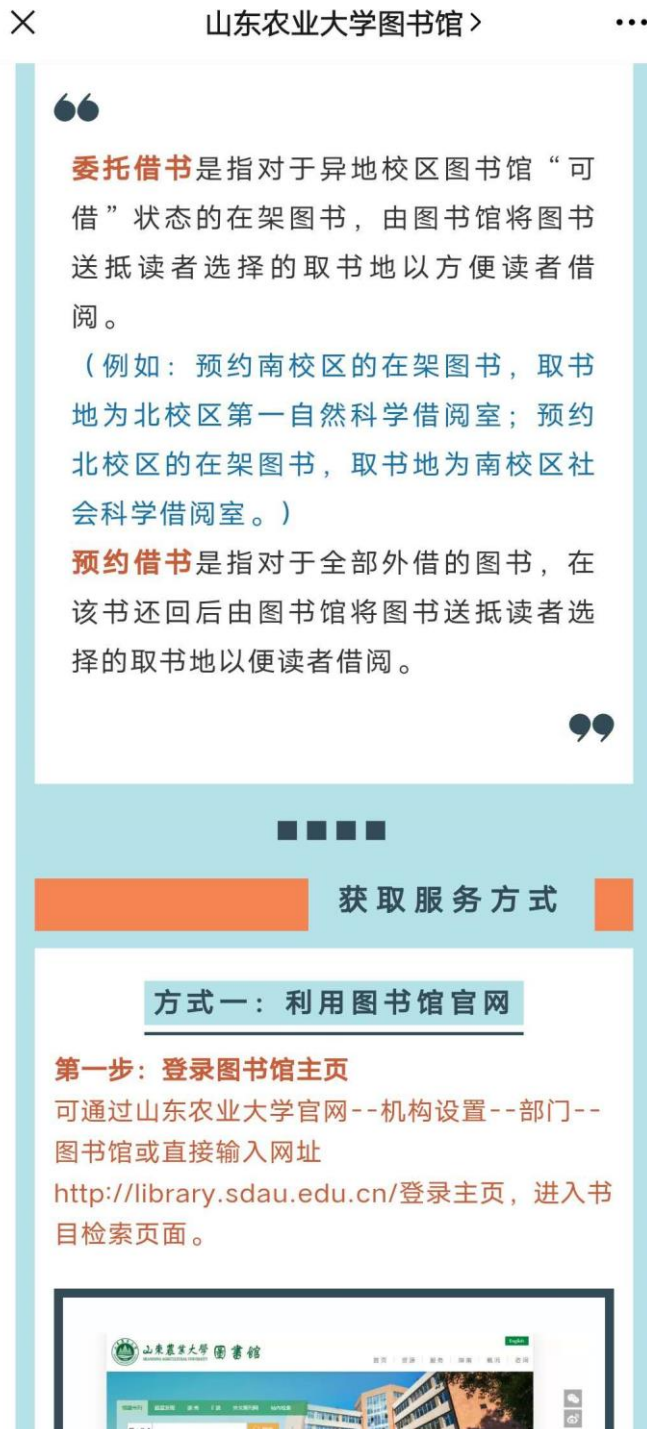 山东农业大学图书馆
委托借书是指对于异地校区图书馆“可
借”状态的在架图书，由图书馆将图书
送抵读者选择的取书地以方便读者借
阅。
（例如：预约南校区的在架图书，取书
地为北校区第一自然科学借阅室；预约
北校区的在架图书，取书地为南校区社
会科学借阅室。）
预约借书是指对于全部外借的图书，在
该书还回后由图书馆将图书送抵读者选
择的取书地以便读者借阅。
获取服务方式
方式一：利用图书馆官网
第一步：登录图书馆主页
可通过山东农业大学官网--机构设置--部门--
图书馆或直接输入网址
http://library.sdau.edu.cn/登录主页，进入书
目检索页面。
山東農業大學 图書馆
English